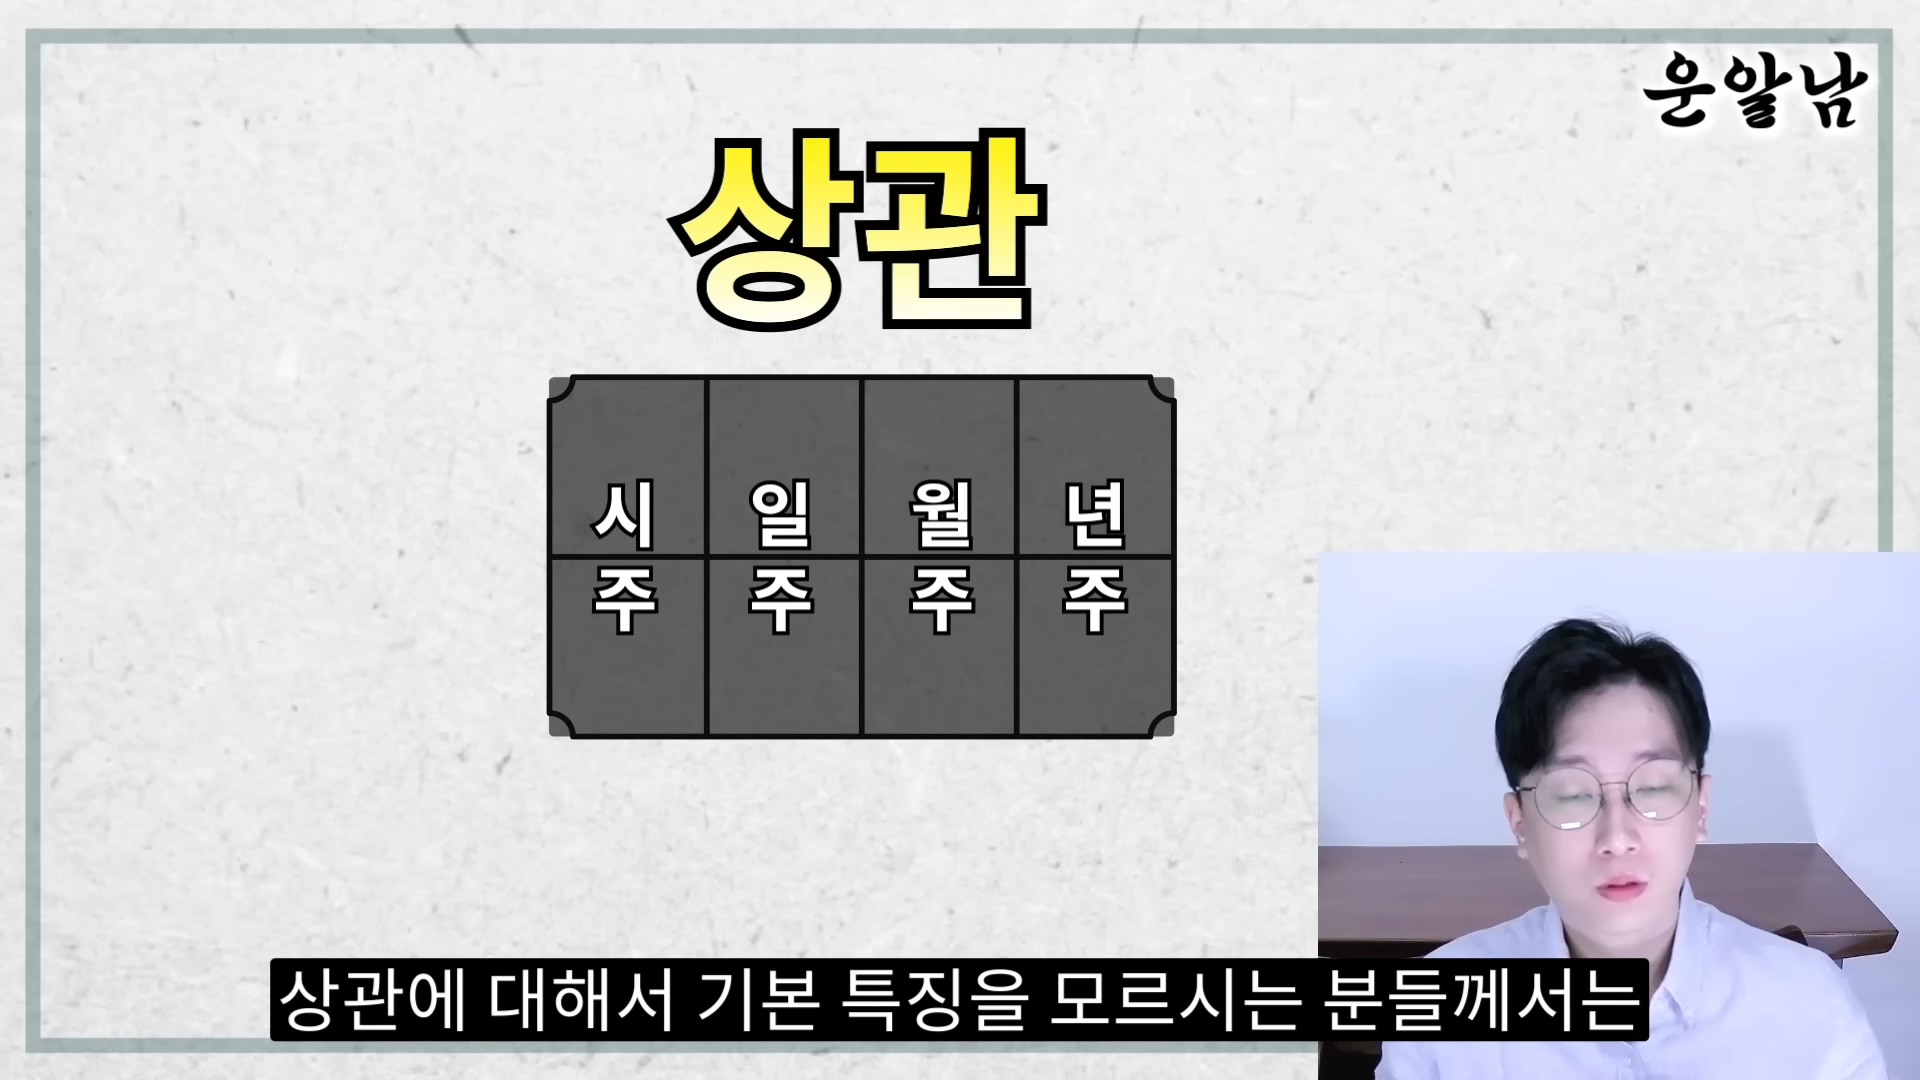 운알남
상관
시주 일주 월주 년주
상관에 대해서 기본 특징을 모르시는 분들께서는